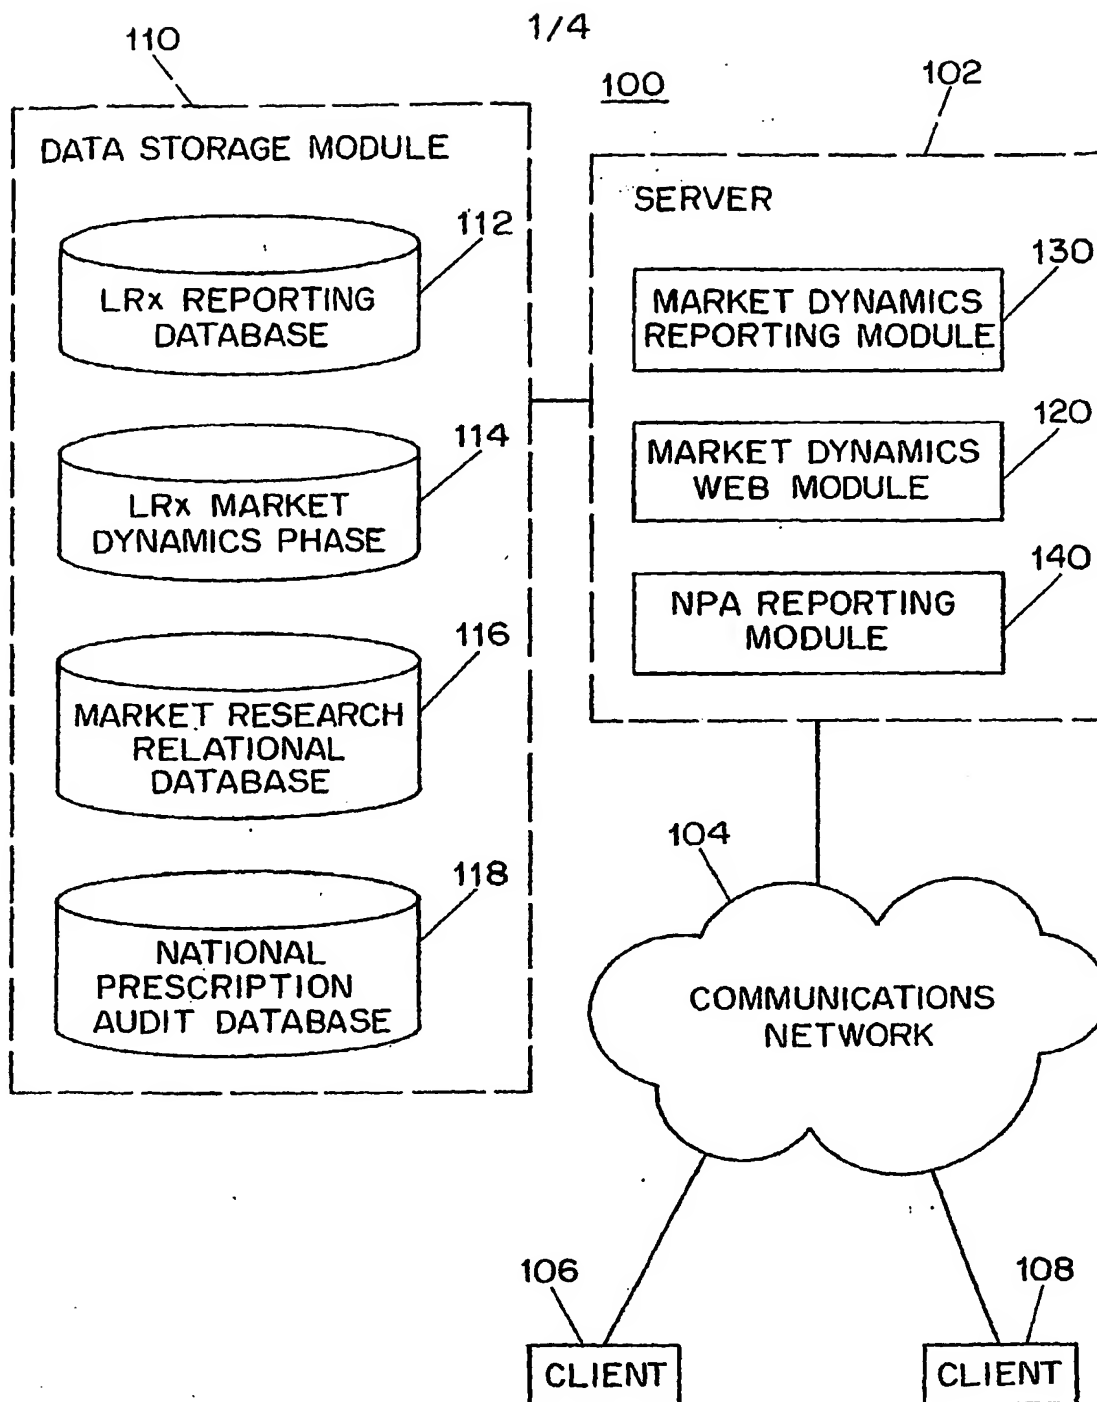 1/4
110
100
102
DATA STORAGE MODULE
112
LRx REPORTING
DATABASE
114
LRx MARKET
DYNAMICS PHASE
116
MARKET RESEARCH
RELATIONAL
DATABASE
118
NATIONAL
PRESCRIPTION
AUDIT DATABASE
SERVER
130
MARKET DYNAMICS
REPORTING MODULE
120
MARKET DYNAMICS
WEB MODULE
140
NPA REPORTING
MODULE
104
COMMUNICATIONS
NETWORK
106
CLIENT
108
CLIENT